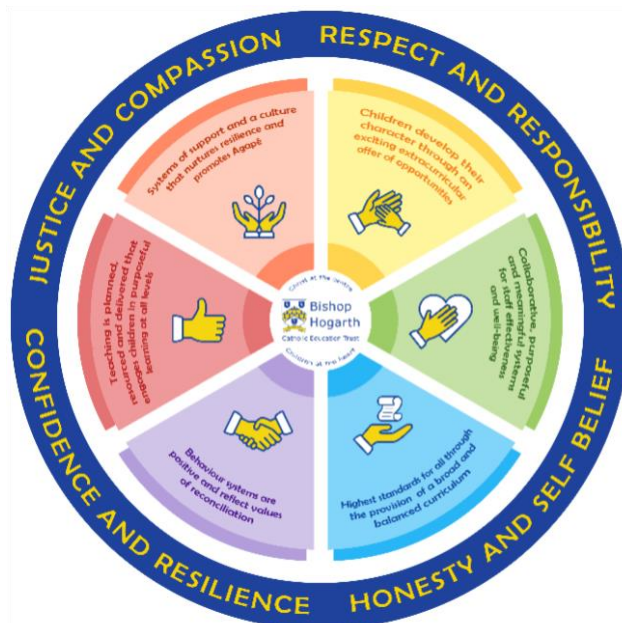 JUSTICE AND COMPASSION
RESPECT AND RESPONSIBILITY
HONESTY AND SELF BELIEF
CONFIDENCE AND RESILIENCE
Systems of support and a culture
that nurtures resilience and
promotes Agapé
Children develop their
character through an
exciting extracurricular
offer of opportunities
Collaborative, purposeful
and meaningful systems
for staff effectiveness
and well-being
Highest standards for all through
the provision of a broad and
balanced curriculum
Behaviour systems are
positive and reflect values
of reconciliation
Teaching is planned,
resourced and delivered that
engages children in purposeful
learning at all levels
Christ at the centre
Bishop
Hogarth
Catholic Education Trust
Children at the heart